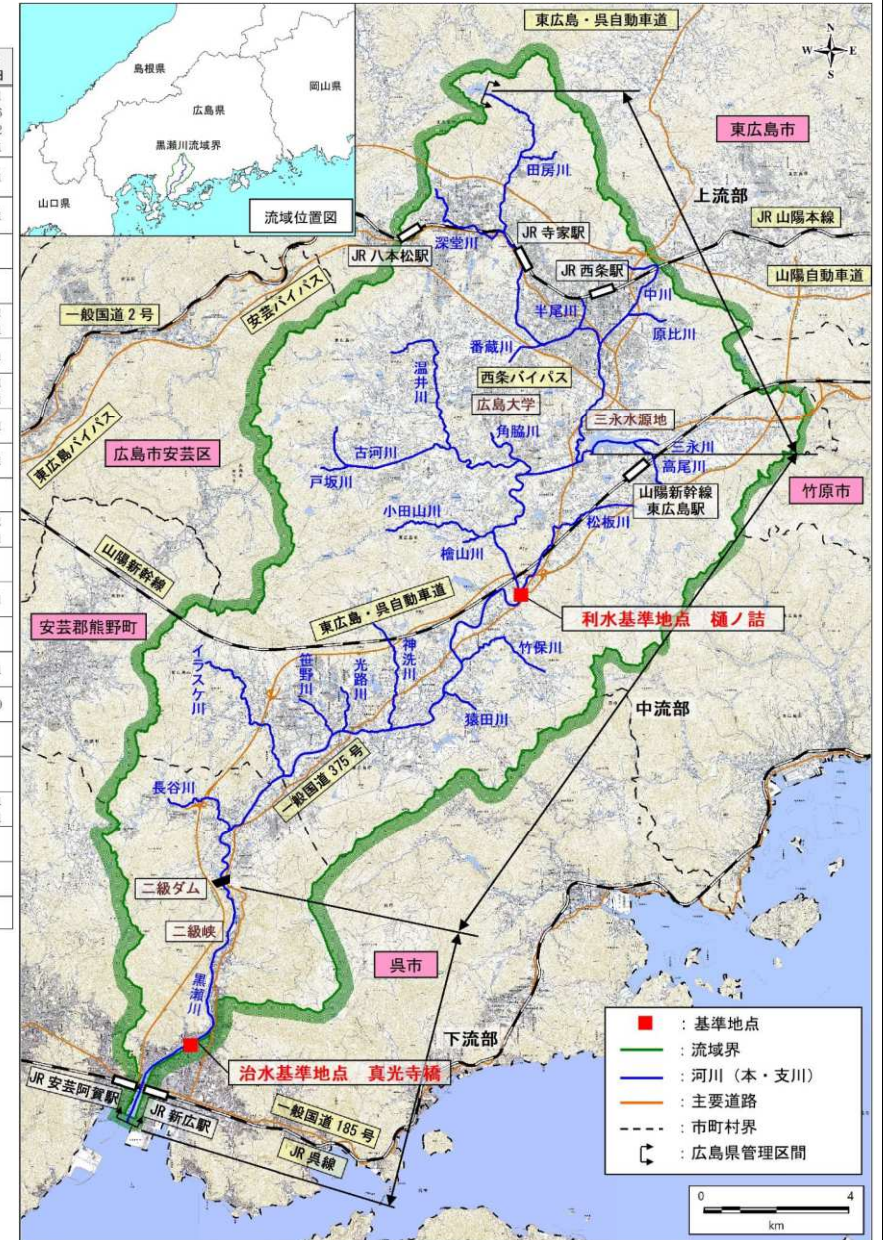 島根県
岡山県
広島県
黒瀬川流域界
山口県
流域位置図
東広島・呉自動車道
N
W
E
S
東広島市
上流部
田房川
JR 山陽本線
深堂川
JR 寺家駅
JR 八本松駅
JR 西条駅
山陽自動車道
中川
一般国道2号
安芸バイパス
半尾川
原比川
番蔵川
温井川
西条バイパス
広島大学
三永水源地
角脇川
東広島バイパス
広島市安芸区
古河川
三永川
高尾川
戸坂川
山陽新幹線
東広島駅
竹原市
小田山川
松板川
檜山川
山陽新幹線
東広島・呉自動車道
利水基準地点 樋ノ詰
安芸郡熊野町
イラスケ川
笹野川
光路川
神洗川
竹保川
中流部
猿田川
一般国道375号
長谷川
二級ダム
二級峡
呉市
黒瀬川
下流部
治水基準地点 真光寺橋
JR 安芸阿賀駅
JR 新広駅
一般国道185号
JR 呉線
：基準地点
：流域界
：河川（本・支川）
：主要道路
：市町村界
：広島県管理区間
0
4
km